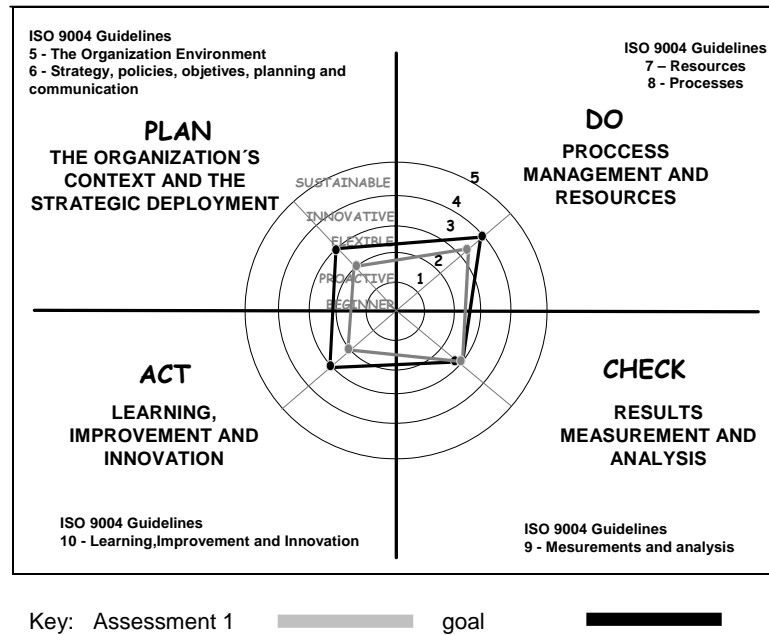 ISO 9004 Guidelines
5 - The Organization Environment
6 - Strategy, policies, objetives, planning and
communication
PLAN
THE ORGANIZATION´S
CONTEXT AND THE
STRATEGIC DEPLOYMENT
ISO 9004 Guidelines
7 – Resources
8 - Processes
DO
PROCCESS
MANAGEMENT AND
RESOURCES
SUSTAINABLE
INNOVATIVE
FLEXIBLE
PROACTIVE
BEGINNER
5
4
3
2
1
ACT
LEARNING,
IMPROVEMENT AND
INNOVATION
ISO 9004 Guidelines
10 - Learning,Improvement and Innovation
CHECK
RESULTS
MEASUREMENT AND
ANALYSIS
ISO 9004 Guidelines
9 - Mesurements and analysis
Key: Assessment 1 goal